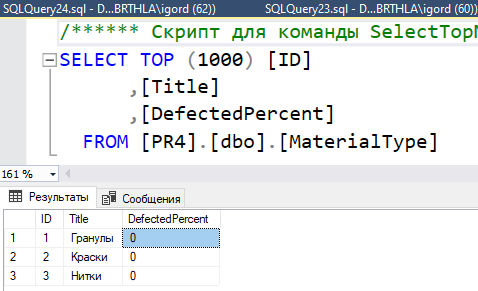 SQLQuery24.sql - D...BRTHLA\igord (62)) SQLQuery23.sql - D...BRTHLA\igord (60))
/****** Скрипт для команды SelectTop
SELECT TOP (1000) [ID]
,[Title]
,[DefectedPercent]
FROM [PR4].[dbo].[MaterialType]
161 %
Результаты Сообщения
ID Title DefectedPercent
1 1 Гранулы 0
2 2 Краски 0
3 3 Нитки 0